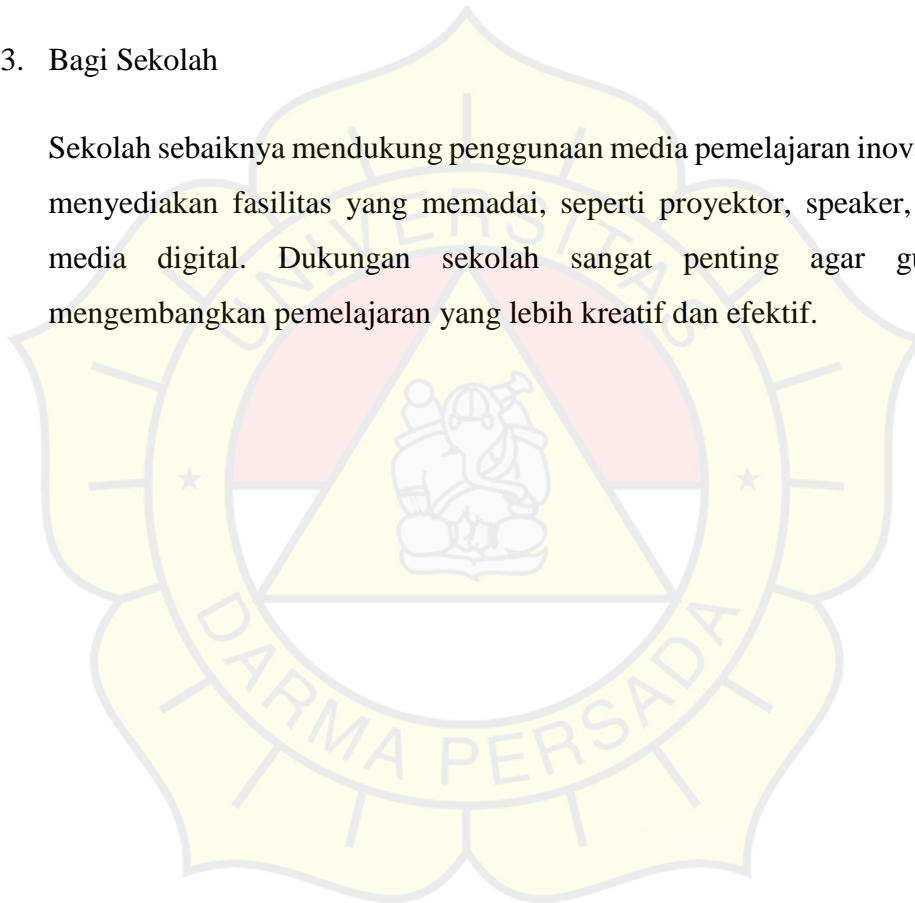 3. Bagi Sekolah
Sekolah sebaiknya mendukung penggunaan media pemelajaran
menyediakan fasilitas yang memadai, seperti proyektor, speaker,
media digital. Dukungan sekolah sangat penting agar
mengembangkan pemelajaran yang lebih kreatif dan efektif.
UNIVERSITAS
DARMA PERSADA